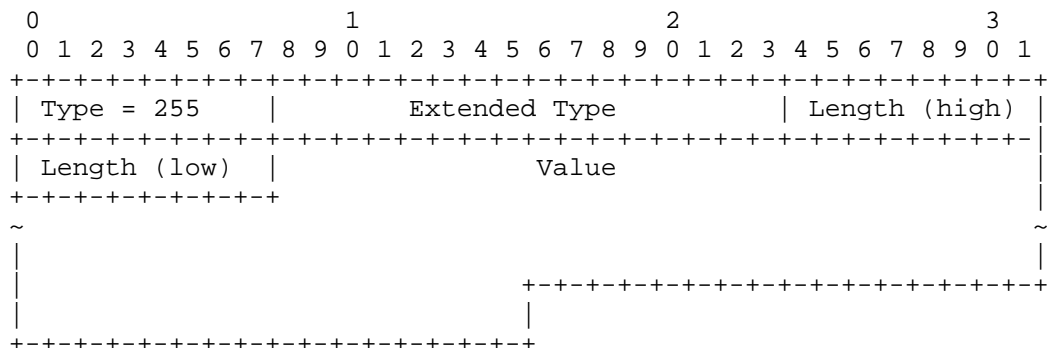 0                   1                   2                   3
 0 1 2 3 4 5 6 7 8 9 0 1 2 3 4 5 6 7 8 9 0 1 2 3 4 5 6 7 8 9 0 1
+-+-+-+-+-+-+-+-+-+-+-+-+-+-+-+-+-+-+-+-+-+-+-+-+-+-+-+-+-+-+-+-+
| Type = 255    |        Extended Type          | Length (high) |
+-+-+-+-+-+-+-+-+-+-+-+-+-+-+-+-+-+-+-+-+-+-+-+-+-+-+-+-+-+-+-+-|
| Length (low)  |                Value                          |
+-+-+-+-+-+-+-+-+                                               |
~                                                               ~
|                                                               |
|                               +-+-+-+-+-+-+-+-+-+-+-+-+-+-+-+-+
|                               |
+-+-+-+-+-+-+-+-+-+-+-+-+-+-+-+-+